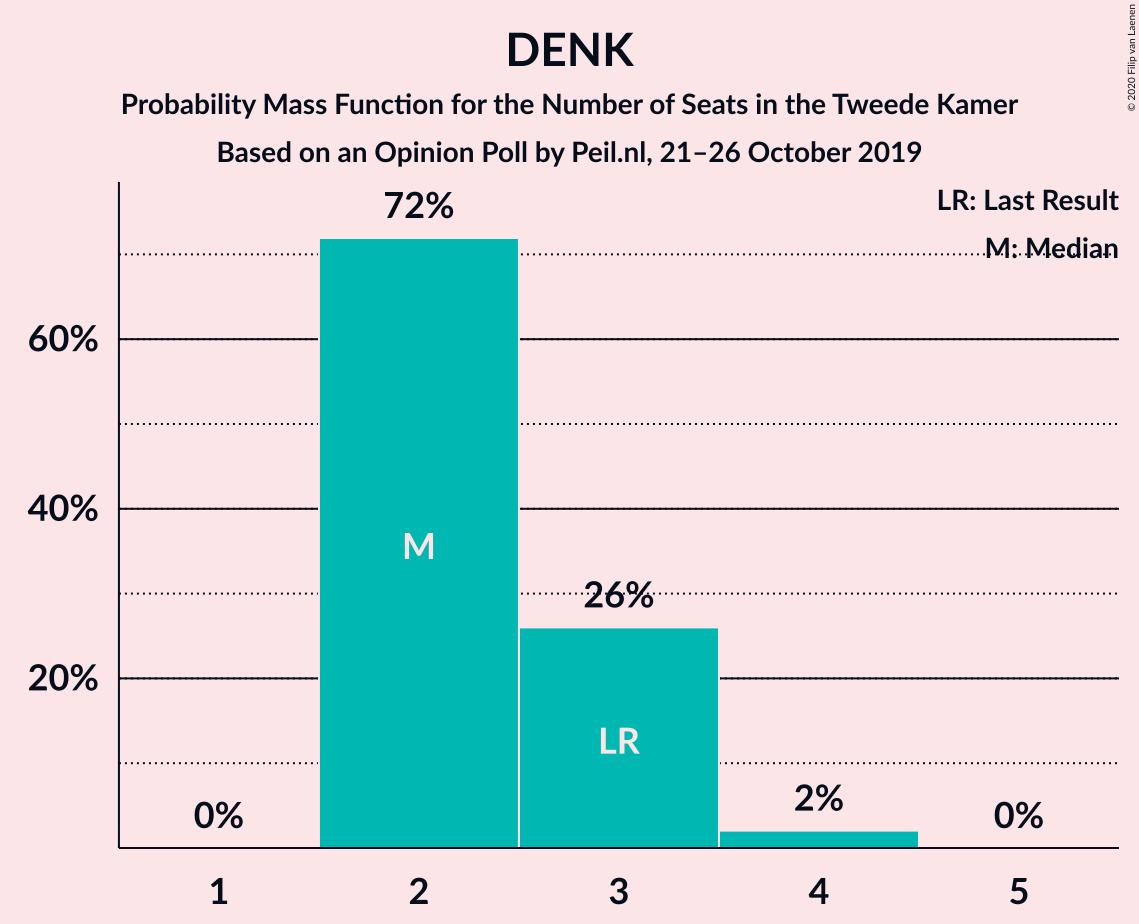 DENK
Probability Mass Function for the Number of Seats in the Tweede Kamer
Based on an Opinion Poll by Peil.nl, 21–26 October 2019
© 2020 Filip van Laenen
LR: Last Result
M: Median
72%
60%
40%
M
26%
20%
LR
0%
2%
0%
1 2 3 4 5